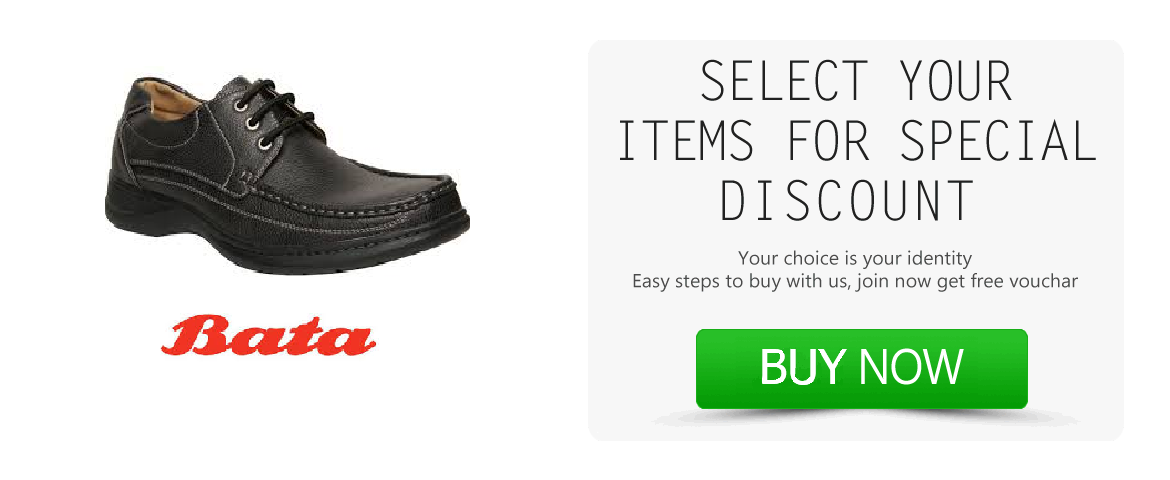 Bata
SELECT YOUR
ITEMS FOR SPECIAL
DISCOUNT
Your choice is your identity
Easy steps to buy with us, join now get free vouchar
BUY NOW